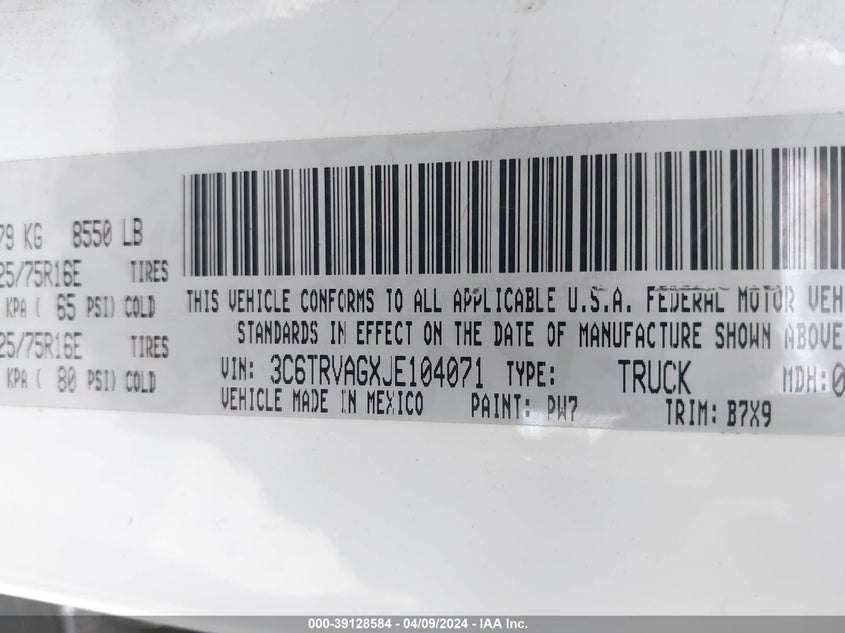 79 KG 8550 LB
25/75R16E TIRES
KPA ( 65 PSI) COLD
25/75R16E TIRES
KPA ( 80 PSI) COLD
THIS VEHICLE CONFORMS TO ALL APPLICABLE U.S.A. FEDERAL MOTOR VEH
STANDARDS IN EFFECT ON THE DATE OF MANUFACTURE SHOWN ABOVE
VIN: 3C6TRVAGXJE104071 TYPE: TRUCK MDH:0
VEHICLE MADE IN MEXICO PAINT: PW7 TRIM: B7X9
000-39128584 - 04/09/2024 - IAA Inc.